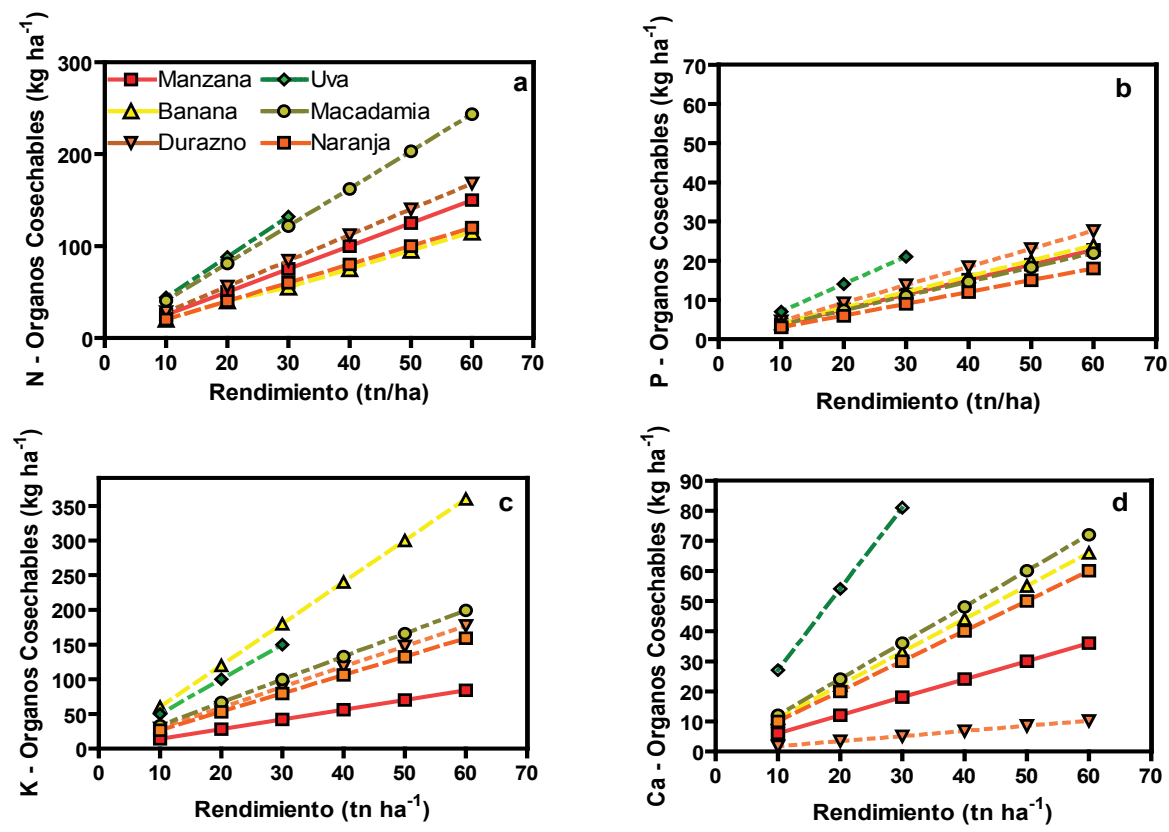 N - Organos Cosechables (kg ha⁻¹)
300
200
100
0
Manzana
Banana
Durazno
Uva
Macadamia
Naranja
a
0 10 20 30 40 50 60 70
Rendimiento (tn/ha)
P - Organos Cosechables (kg ha⁻¹)
70
60
50
40
30
20
10
0
b
0 10 20 30 40 50 60 70
Rendimiento (tn/ha)
K - Organos Cosechables (kg ha⁻¹)
350
300
250
200
150
100
50
0
c
0 10 20 30 40 50 60 70
Rendimiento (tn ha⁻¹)
Ca - Organos Cosechables (kg ha⁻¹)
90
80
70
60
50
40
30
20
10
0
d
0 10 20 30 40 50 60 70
Rendimiento (tn ha⁻¹)